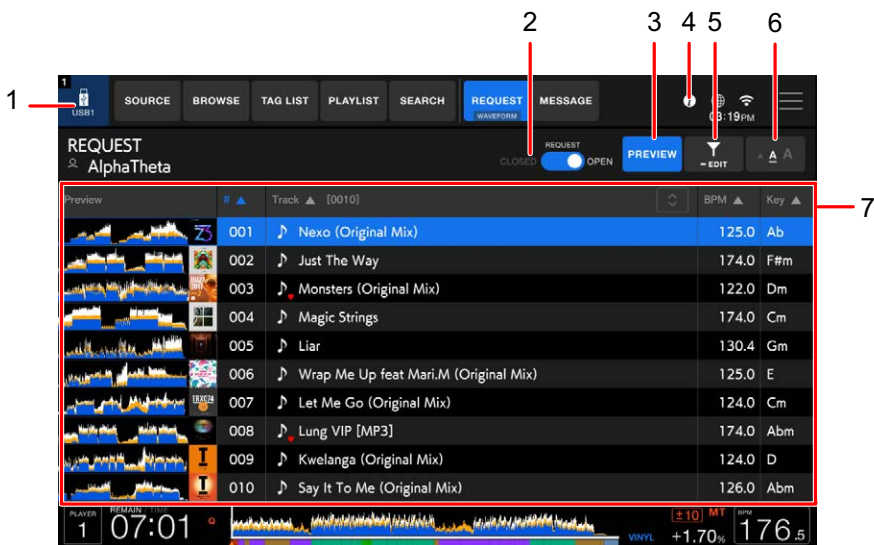 2 3 4 5 6
1
1
USB1
SOURCE BROWSE TAG LIST PLAYLIST SEARCH REQUEST MESSAGE
WAVEFORM
03:19PM
REQUEST
AlphaTheta
REQUEST
CLOSED OPEN
PREVIEW
EDIT
A A A
Preview # Track [0010] BPM Key
7
001 Nexo (Original Mix) 125.0 Ab
002 Just The Way 174.0 F#m
003 Monsters (Original Mix) 122.0 Dm
004 Magic Strings 174.0 Cm
005 Liar 130.4 Gm
006 Wrap Me Up feat Mari.M (Original Mix) 125.0 E
007 Let Me Go (Original Mix) 124.0 Cm
008 Lung VIP [MP3] 174.0 Abm
009 Kwelanga (Original Mix) 124.0 D
010 Say It To Me (Original Mix) 126.0 Abm
PLAYER
1
REMAIN / TIME
07:01
VINYL
±10 MT
+1.70%
BPM
176.5